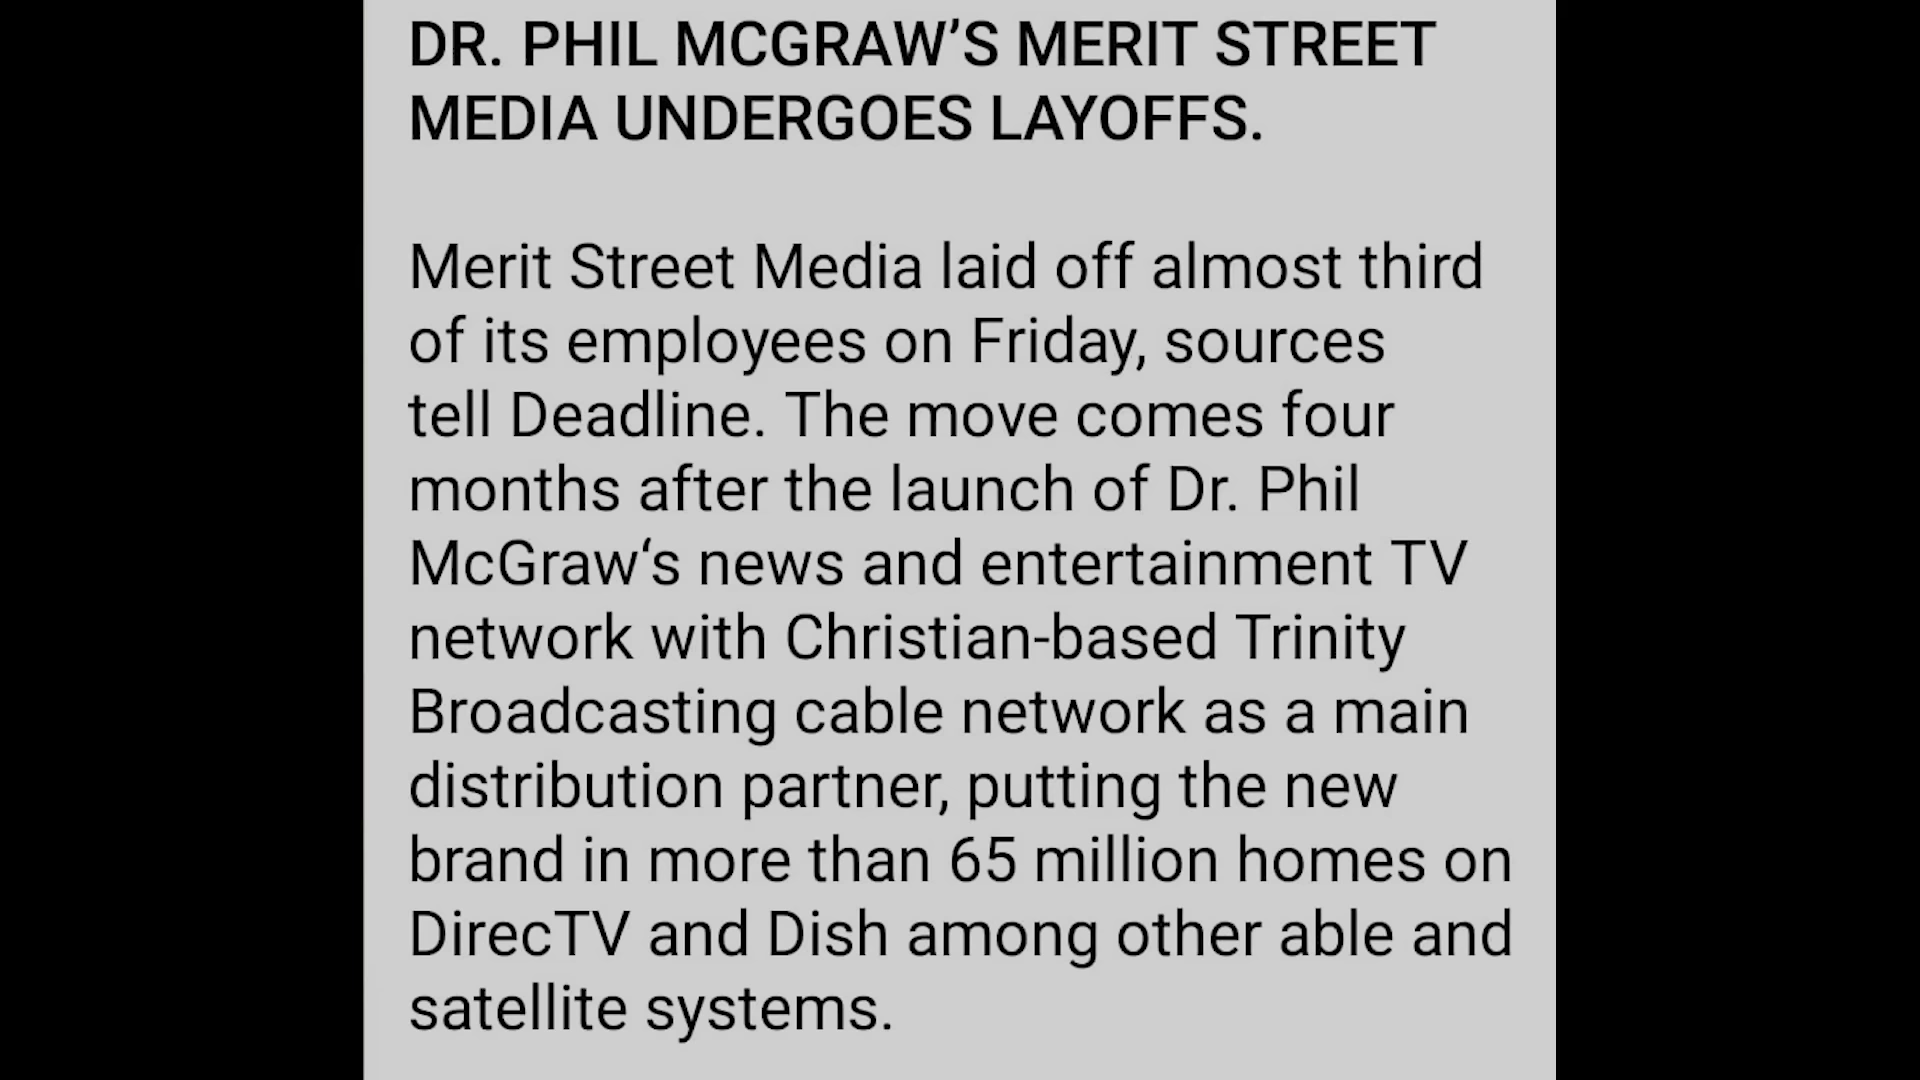 DR. PHIL MCGRAW’S MERIT STREET
MEDIA UNDERGOES LAYOFFS.
Merit Street Media laid off almost third
of its employees on Friday, sources
tell Deadline. The move comes four
months after the launch of Dr. Phil
McGraw‘s news and entertainment TV
network with Christian-based Trinity
Broadcasting cable network as a main
distribution partner, putting the new
brand in more than 65 million homes on
DirecTV and Dish among other able and
satellite systems.